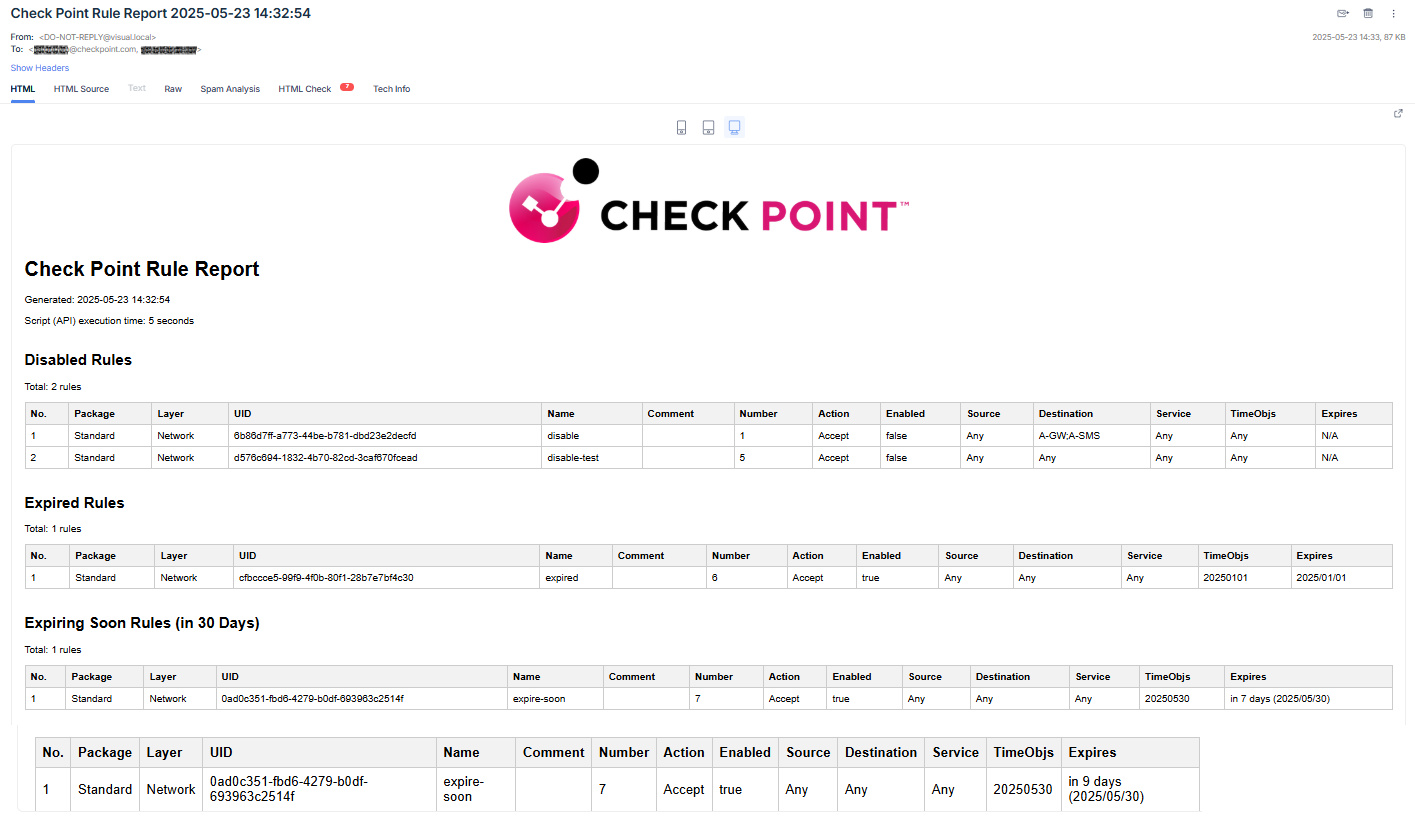 Check Point Rule Report 2025-05-23 14:32:54
From: <DO-NOT-REPLY@visual.local>
2025-05-23 14:33, 87 KB
To: < @checkpoint.com, >
Show Headers
HTML HTML Source Text Raw Spam Analysis HTML Check 7 Tech Info
CHECK POINT™
Check Point Rule Report
Generated: 2025-05-23 14:32:54
Script (API) execution time: 5 seconds
Disabled Rules
Total: 2 rules
No. Package Layer UID Name Comment Number Action Enabled Source Destination Service TimeObjs Expires
1 Standard Network 6b86d7ff-a773-44be-b781-dbd23e2decfd disable 1 Accept false Any A-GW;A-SMS Any Any N/A
2 Standard Network d576c694-1832-4b70-82cd-3caf670fcead disable-test 5 Accept false Any Any Any Any N/A
Expired Rules
Total: 1 rules
No. Package Layer UID Name Comment Number Action Enabled Source Destination Service TimeObjs Expires
1 Standard Network cfbccce5-99f9-4f0b-80f1-28b7e7bf4c30 expired 6 Accept true Any Any Any 20250101 2025/01/01
Expiring Soon Rules (in 30 Days)
Total: 1 rules
No. Package Layer UID Name Comment Number Action Enabled Source Destination Service TimeObjs Expires
1 Standard Network 0ad0c351-fbd6-4279-b0df-693963c2514f expire-soon 7 Accept true Any Any Any 20250530 in 7 days (2025/05/30)
No. Package Layer UID Name Comment Number Action Enabled Source Destination Service TimeObjs Expires
1 Standard Network 0ad0c351-fbd6-4279-b0df- expire- 7 Accept true Any Any Any 20250530 in 9 days
693963c2514f soon (2025/05/30)